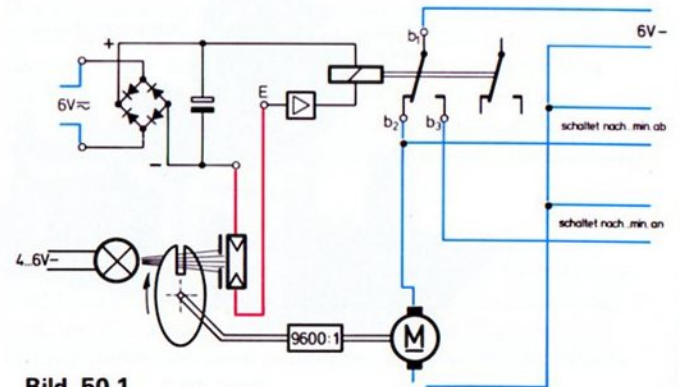 b1
6V-
+
6V≂
E
b2
b3
schaltet nach...min.ab
-
schaltet nach...min.an
4...6V-
9600:1
M
Bild 50.1